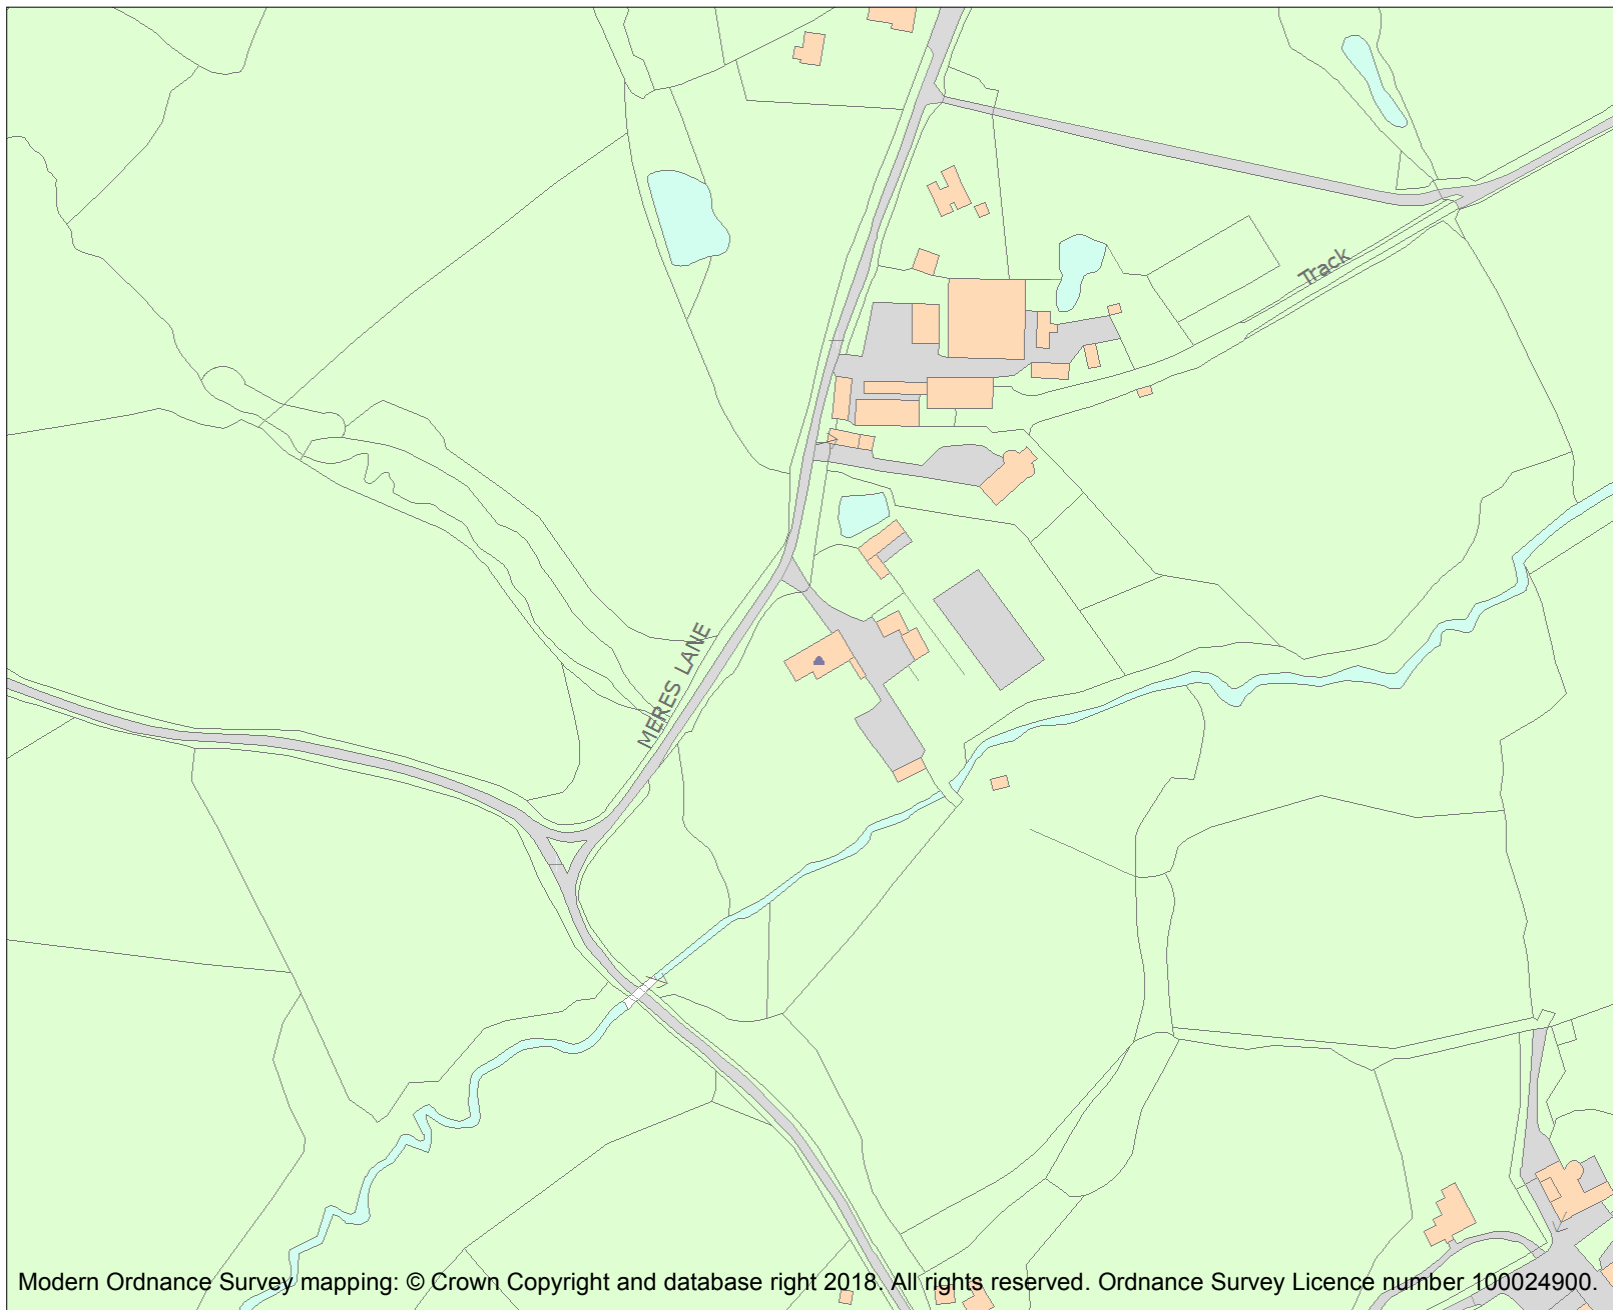 Track
MERES LANE
Modern Ordnance Survey mapping: © Crown Copyright and database right 2018. All rights reserved. Ordnance Survey Licence number 100024900.